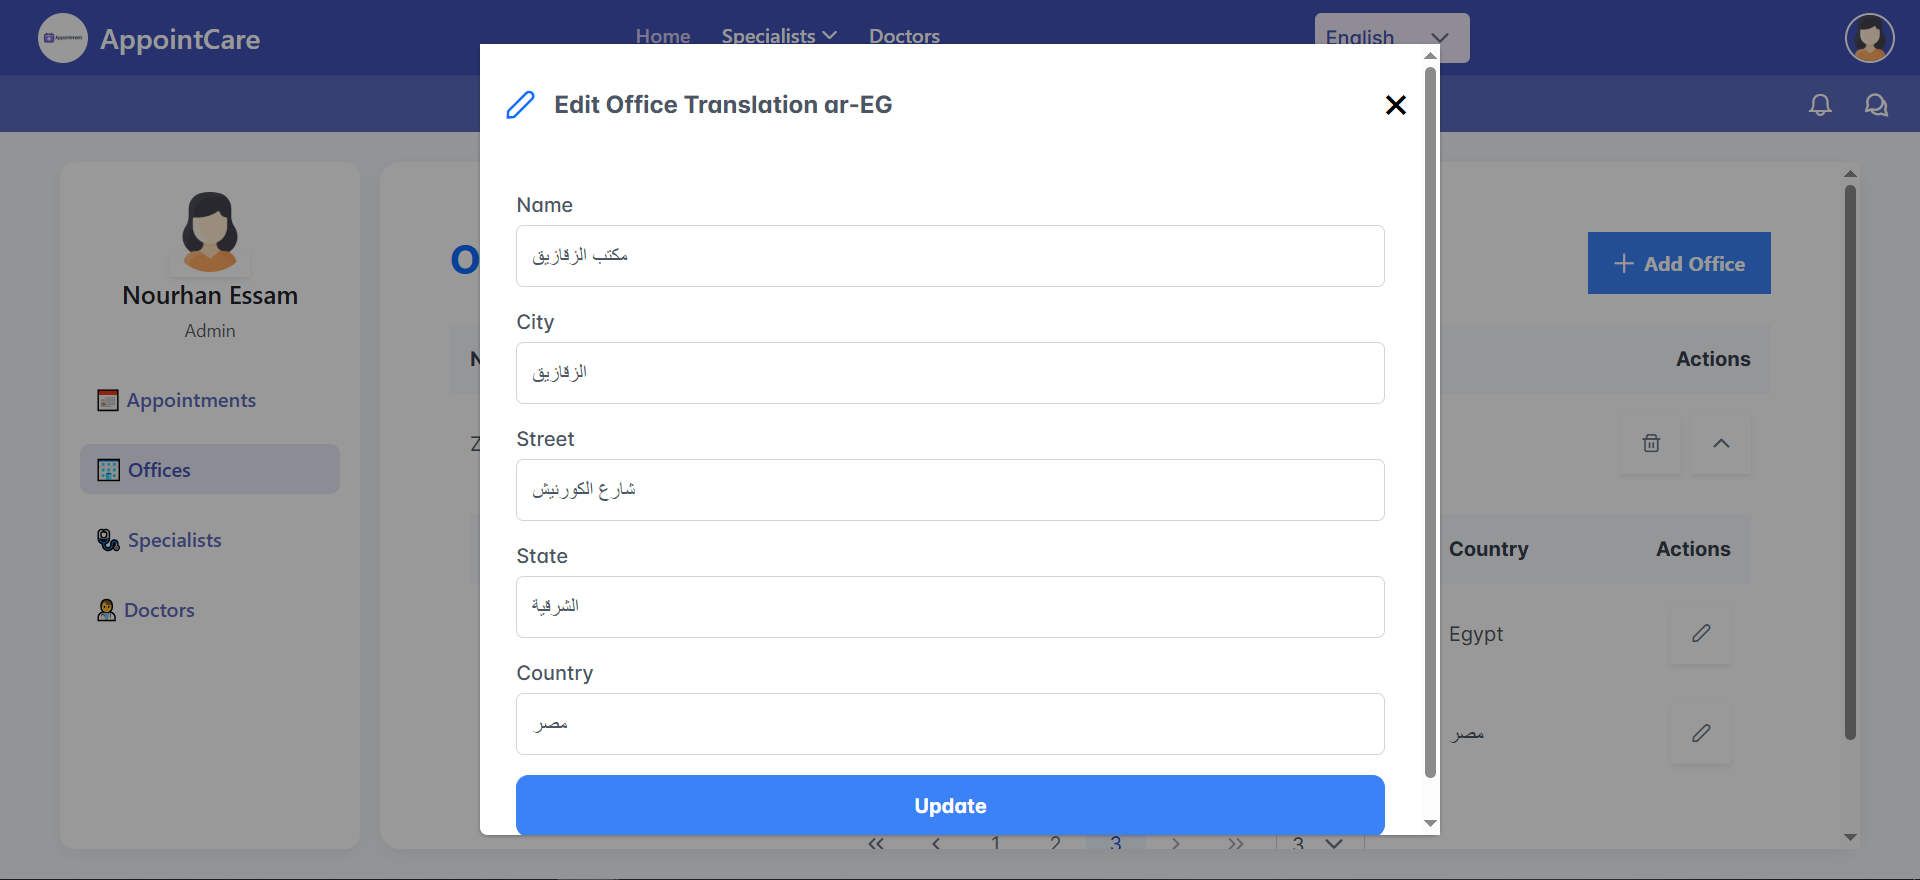 Appointment
AppointCare
Home
Specialists
Doctors
English
Edit Office Translation ar-EG
Nourhan Essam
Admin
Appointments
Offices
Specialists
Doctors
Add Office
Actions
Name
مكتب الزقازيق
City
الزقازيق
Street
شارع الكورنيش
State
الشرقية
Country
مصر
Update
Country
Actions
Egypt
مصر
1
2
3
3